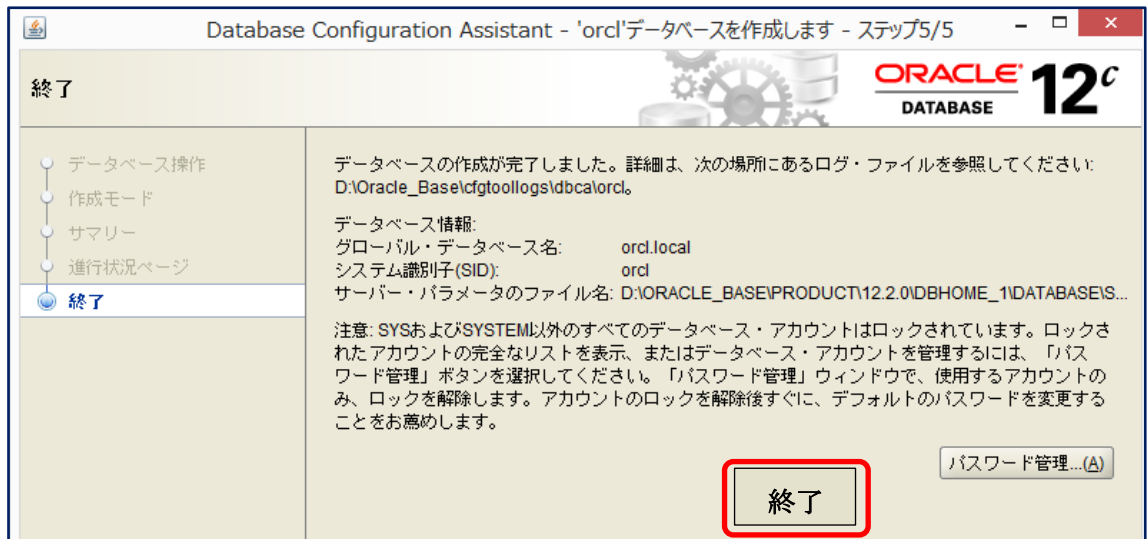 Database Configuration Assistant - 'orcl'データベースを作成します - ステップ5/5
終了
ORACLE
DATABASE
12c
データベース操作
作成モード
サマリー
進行状況ページ
終了
データベースの作成が完了しました。詳細は、次の場所にあるログ・ファイルを参照してください:
D:\Oracle_Base\cfgtoollogs\dbca\orcl。
データベース情報:
グローバル・データベース名: orcl.local
システム識別子(SID): orcl
サーバー・パラメータのファイル名: D:\ORACLE_BASE\PRODUCT\12.2.0\DBHOME_1\DATABASE\S...
注意: SYSおよびSYSTEM以外のすべてのデータベース・アカウントはロックされています。ロックさ
れたアカウントの完全なリストを表示、またはデータベース・アカウントを管理するには、「パス
ワード管理」ボタンを選択してください。「パスワード管理」ウィンドウで、使用するアカウントの
み、ロックを解除します。アカウントのロックを解除後すぐに、デフォルトのパスワードを変更する
ことをお薦めします。
パスワード管理...(A)
終了